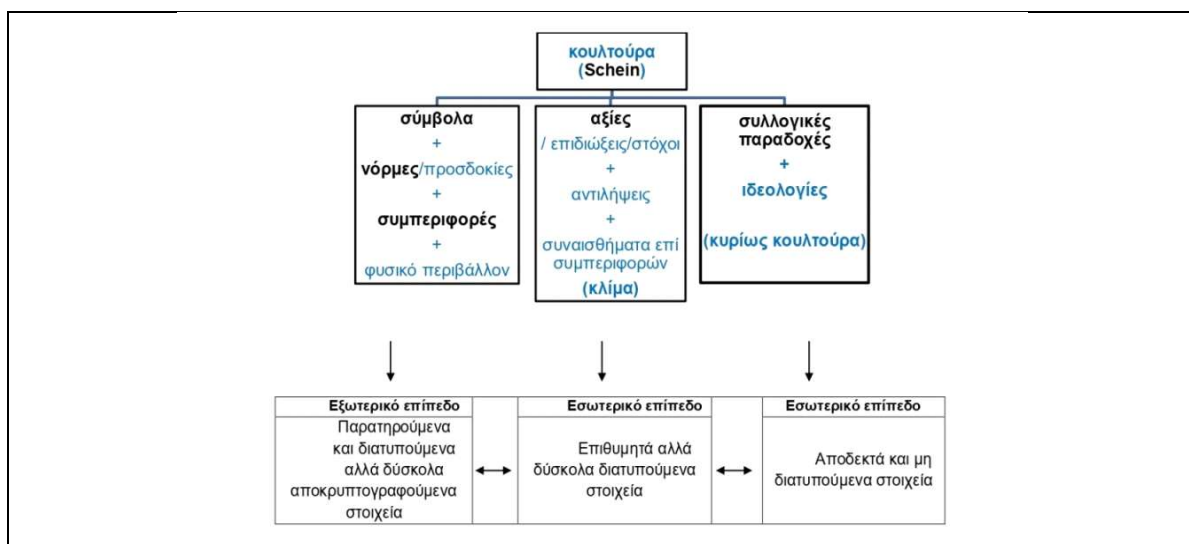 κουλτούρα
(Schein)
σύμβολα
+
νόρμες/προσδοκίες
+
συμπεριφορές
+
φυσικό περιβάλλον
αξίες
/ επιδιώξεις/στόχοι
+
αντιλήψεις
+
συναισθήματα επί
συμπεριφορών
(κλίμα)
συλλογικές
παραδοχές
+
ιδεολογίες
(κυρίως κουλτούρα)
Εξωτερικό επίπεδο
Παρατηρούμενα
και διατυπούμενα
αλλά δύσκολα
αποκρυπτογραφούμενα
στοιχεία
Εσωτερικό επίπεδο
Επιθυμητά αλλά
δύσκολα διατυπούμενα
στοιχεία
Εσωτερικό επίπεδο
Αποδεκτά και μη
διατυπούμενα στοιχεία